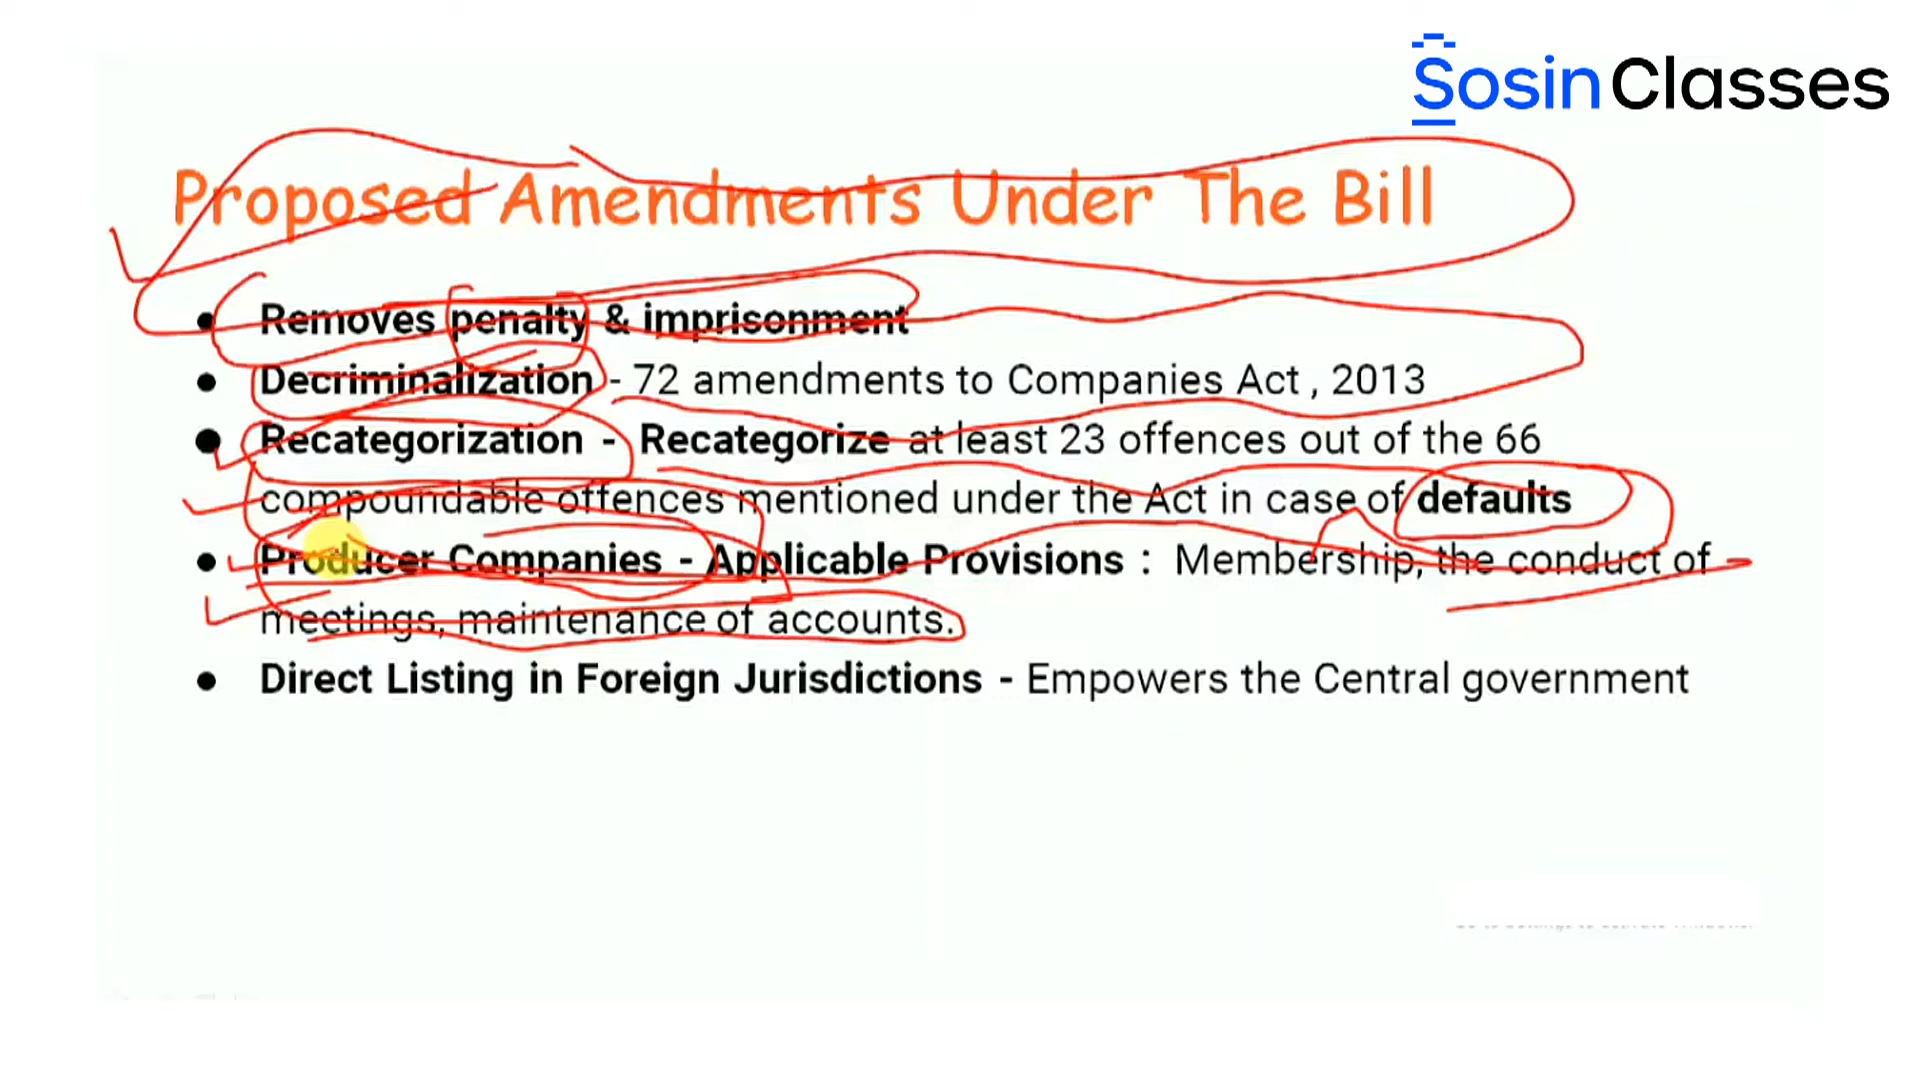 Sosin Classes
Proposed Amendments Under The Bill
● Removes penalty & imprisonment
● Decriminalization - 72 amendments to Companies Act , 2013
● Recategorization - Recategorize at least 23 offences out of the 66
compoundable offences mentioned under the Act in case of defaults
● Producer Companies - Applicable Provisions : Membership, the conduct of
meetings, maintenance of accounts.
● Direct Listing in Foreign Jurisdictions - Empowers the Central government